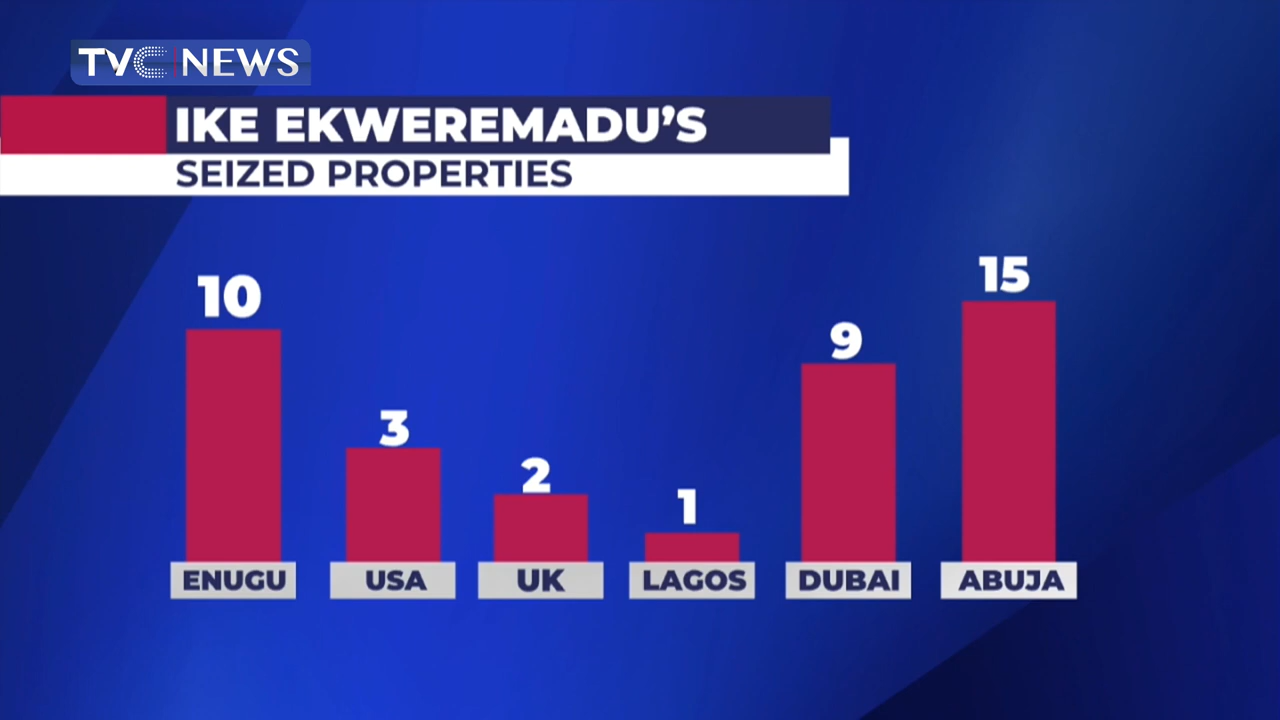 TVC NEWS
IKE EKWEREMADU'S
SEIZED PROPERTIES
10
3
2
1
9
15
ENUGU
USA
UK
LAGOS
DUBAI
ABUJA